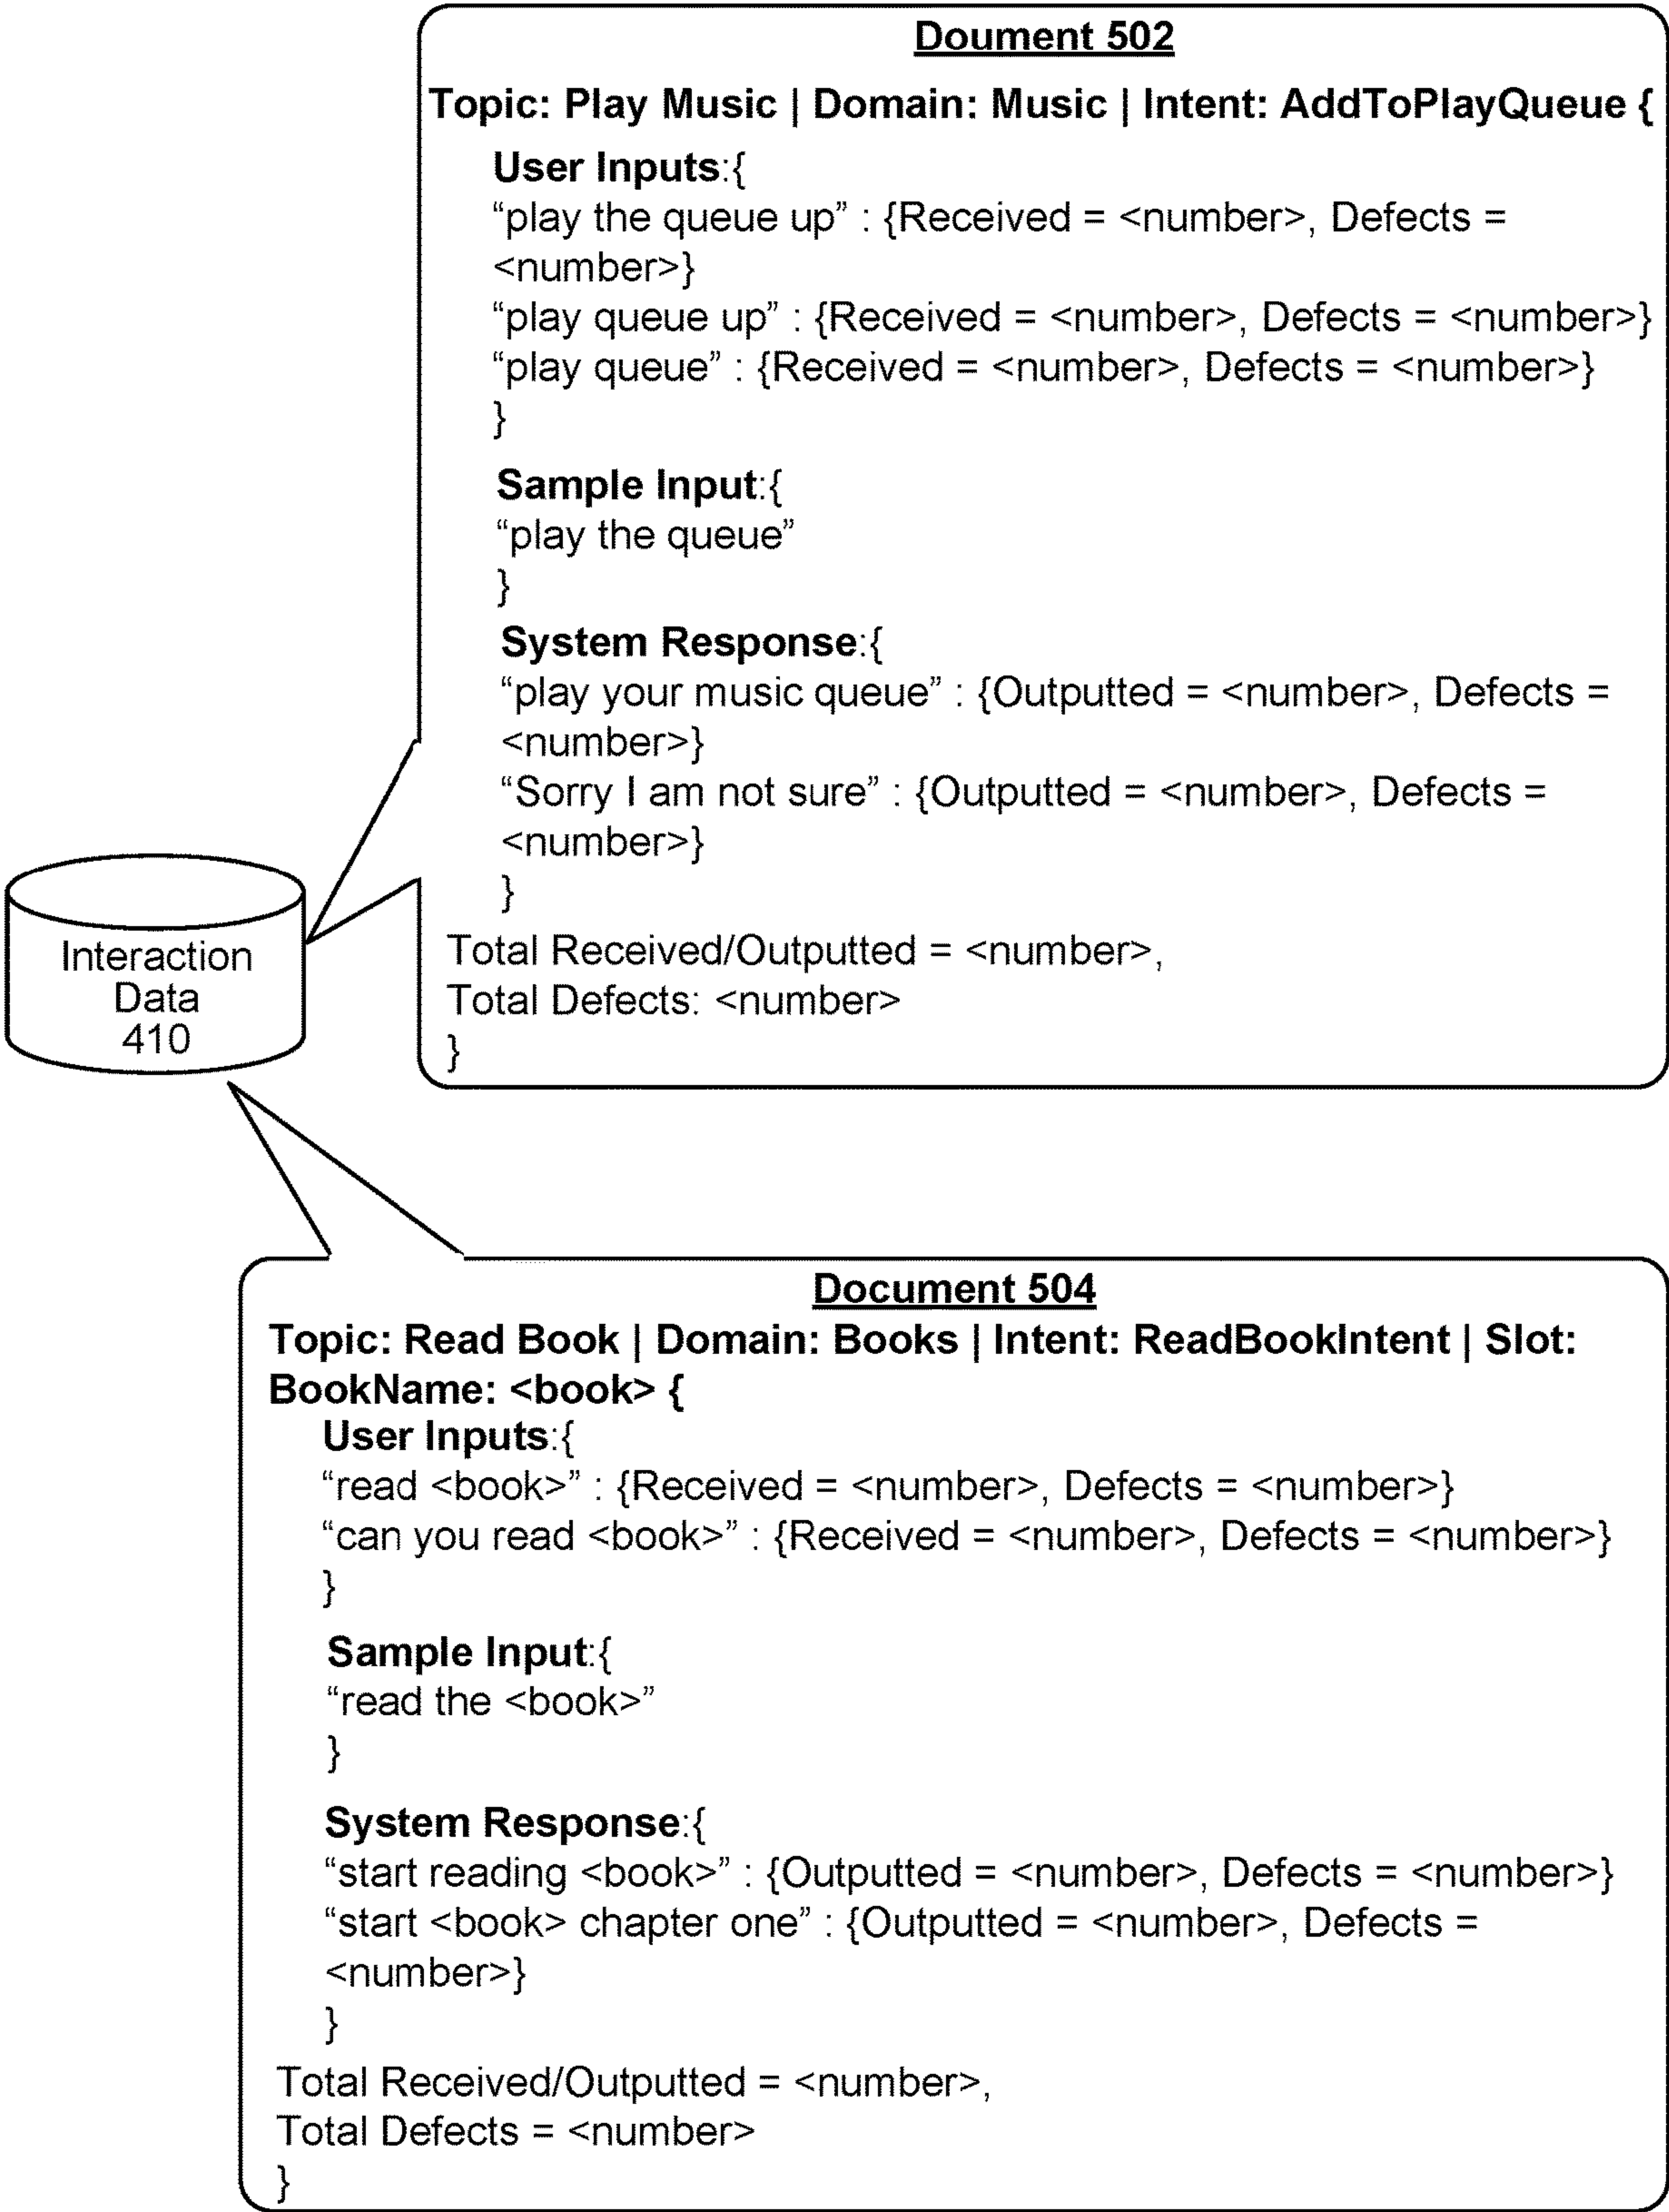 Doument 502
Topic: Play Music | Domain: Music | Intent: AddToPlayQueue {
User Inputs:{
“play the queue up” : {Received = <number>, Defects =
<number>}
“play queue up” : {Received = <number>, Defects = <number>}
“play queue” : {Received = <number>, Defects = <number>}
}
Sample Input:{
“play the queue”
}
System Response:{
“play your music queue” : {Outputted = <number>, Defects =
<number>}
“Sorry I am not sure” : {Outputted = <number>, Defects =
<number>}
}
Total Received/Outputted = <number>,
Total Defects: <number>
}
Interaction
Data
410
Document 504
Topic: Read Book | Domain: Books | Intent: ReadBookIntent | Slot:
BookName: <book> {
User Inputs:{
“read <book>” : {Received = <number>, Defects = <number>}
“can you read <book>” : {Received = <number>, Defects = <number>}
}
Sample Input:{
“read the <book>”
}
System Response:{
“start reading <book>” : {Outputted = <number>, Defects = <number>}
“start <book> chapter one” : {Outputted = <number>, Defects =
<number>}
}
Total Received/Outputted = <number>,
Total Defects = <number>
}